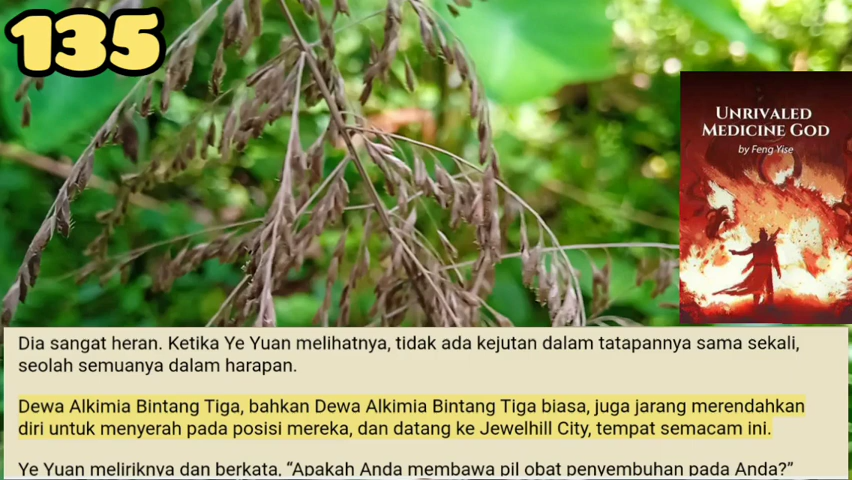 135
UNRIVALED
MEDICINE GOD
by Feng Yise
Dia sangat heran. Ketika Ye Yuan melihatnya, tidak ada kejutan dalam tatapannya sama sekali,
seolah semuanya dalam harapan.
Dewa Alkimia Bintang Tiga, bahkan Dewa Alkimia Bintang Tiga biasa, juga jarang merendahkan
diri untuk menyerah pada posisi mereka, dan datang ke Jewelhill City, tempat semacam ini.
Ye Yuan meliriknya dan berkata, “Apakah Anda membawa pil obat penyembuhan pada Anda?”